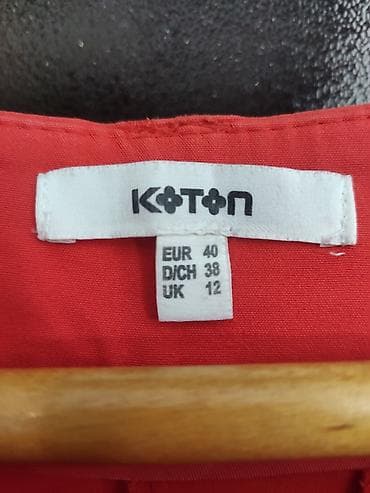 KOTON
EUR 40
D/CH 38
UK 12